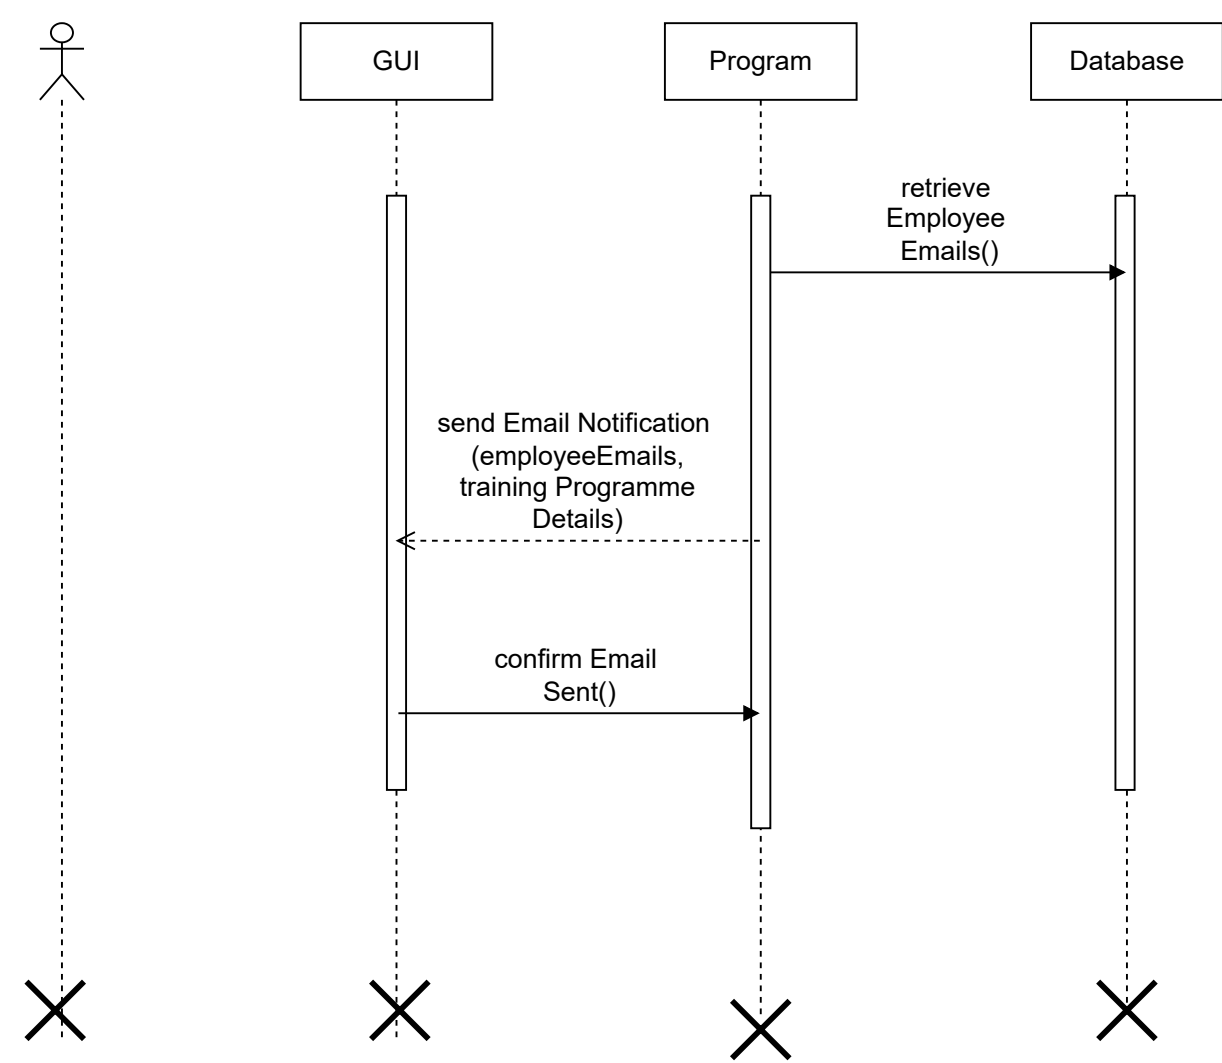 GUI
Program
Database
retrieve
Employee
Emails()
send Email Notification
(employeeEmails,
training Programme
Details)
confirm Email
Sent()